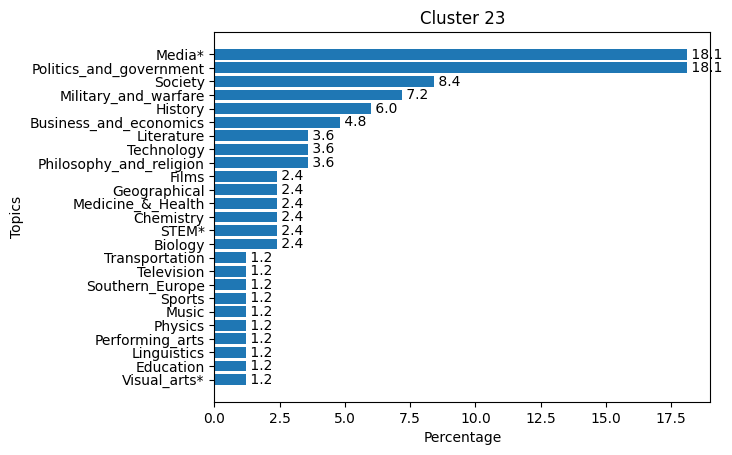 Cluster 23
Topics
Media* 18.1
Politics_and_government 18.1
Society 8.4
Military_and_warfare 7.2
History 6.0
Business_and_economics 4.8
Literature 3.6
Technology 3.6
Philosophy_and_religion 3.6
Films 2.4
Geographical 2.4
Medicine_&_Health 2.4
Chemistry 2.4
STEM* 2.4
Biology 2.4
Transportation 1.2
Television 1.2
Southern_Europe 1.2
Sports 1.2
Music 1.2
Physics 1.2
Performing_arts 1.2
Linguistics 1.2
Education 1.2
Visual_arts* 1.2
0.0 2.5 5.0 7.5 10.0 12.5 15.0 17.5
Percentage